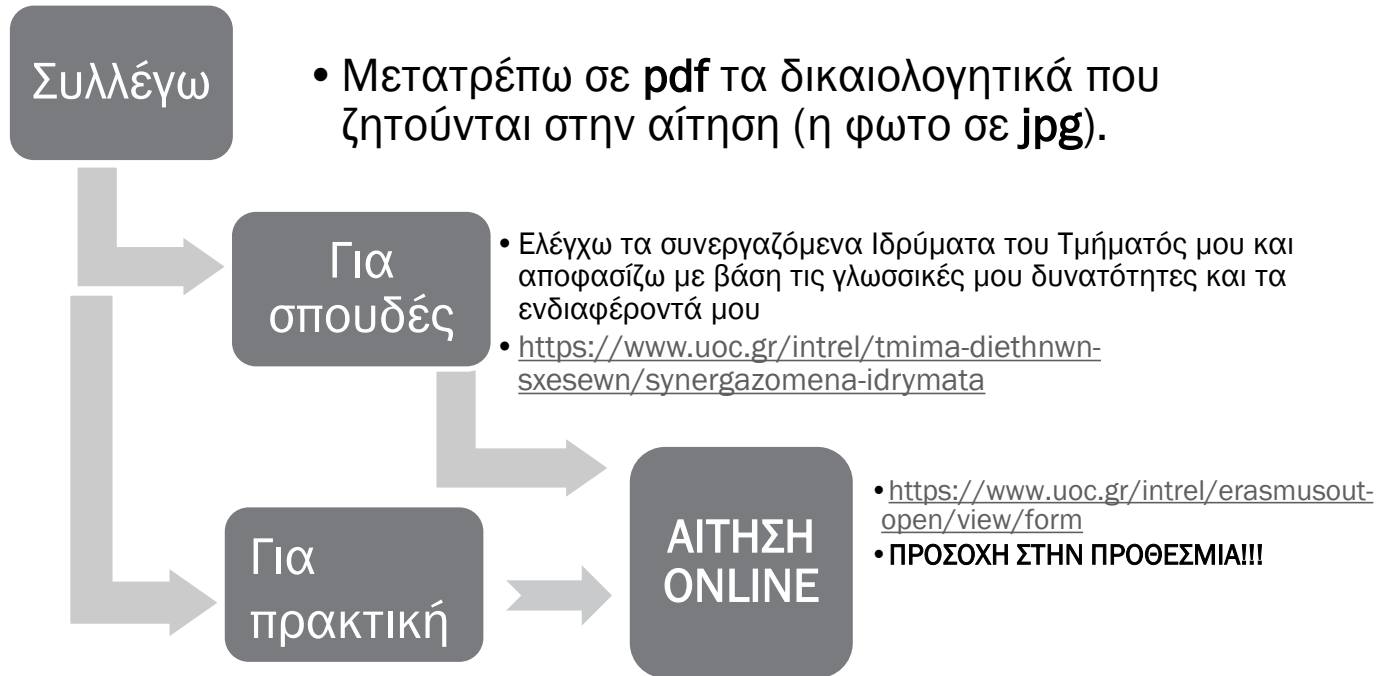 Συλλέγω
• Μετατρέπω σε pdf τα δικαιολογητικά που
ζητούνται στην αίτηση (η φωτο σε jpg).
Για
σπουδές
• Ελέγχω τα συνεργαζόμενα Ιδρύματα του Τμήματός μου και
αποφασίζω με βάση τις γλωσσικές μου δυνατότητες και τα
ενδιαφέροντά μου
• https://www.uoc.gr/intrel/tmima-diethnwn-
sxesewn/synergazomena-idrymata
Για
πρακτική
ΑΙΤΗΣΗ
ONLINE
• https://www.uoc.gr/intrel/erasmusout-
open/view/form
• ΠΡΟΣΟΧΗ ΣΤΗΝ ΠΡΟΘΕΣΜΙΑ!!!